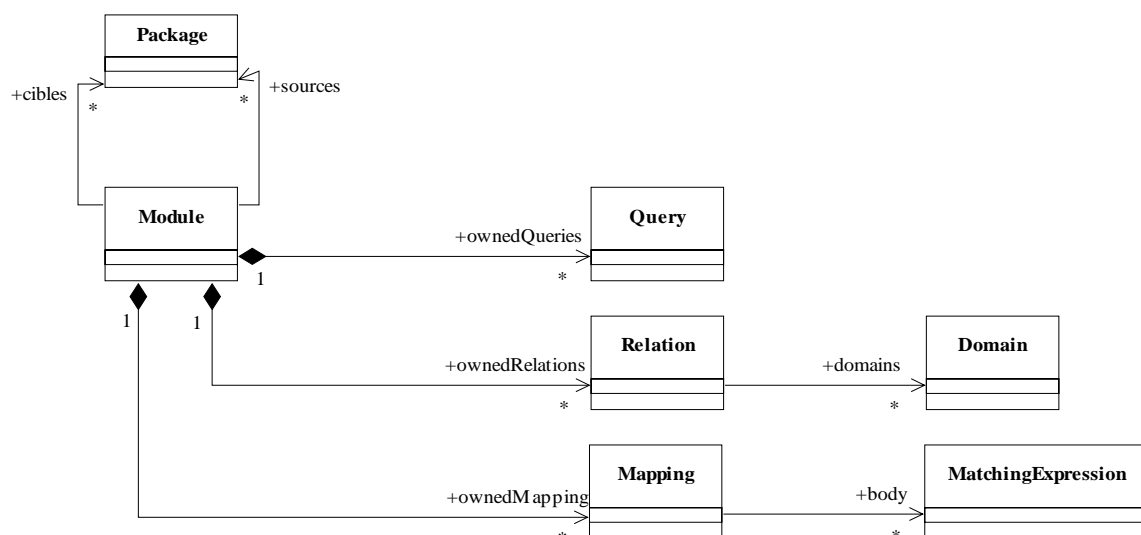 Package
+cibles
+sources
*
*
Module
Query
+ownedQueries
1
*
1
1
Relation
Domain
+ownedRelations
+domains
*
*
Mapping
MatchingExpression
+ownedMapping
+body
*
*